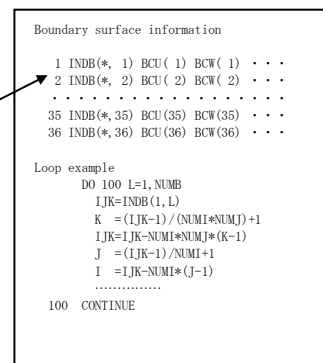 Boundary surface information
1 INDB(*, 1) BCU( 1) BCW( 1) ・・・
2 INDB(*, 2) BCU( 2) BCW( 2) ・・・
・・・・・・・・・・・・・・・・・
35 INDB(*,35) BCU(35) BCW(35) ・・・
36 INDB(*,36) BCU(36) BCW(36) ・・・
Loop example
DO 100 L=1,NUMB
IJK=INDB(1,L)
K =(IJK-1)/(NUMI*NUMJ)+1
IJK=IJK-NUMI*NUMJ*(K-1)
J =(IJK-1)/NUMI+1
I =IJK-NUMI*(J-1)
……………
100 CONTINUE